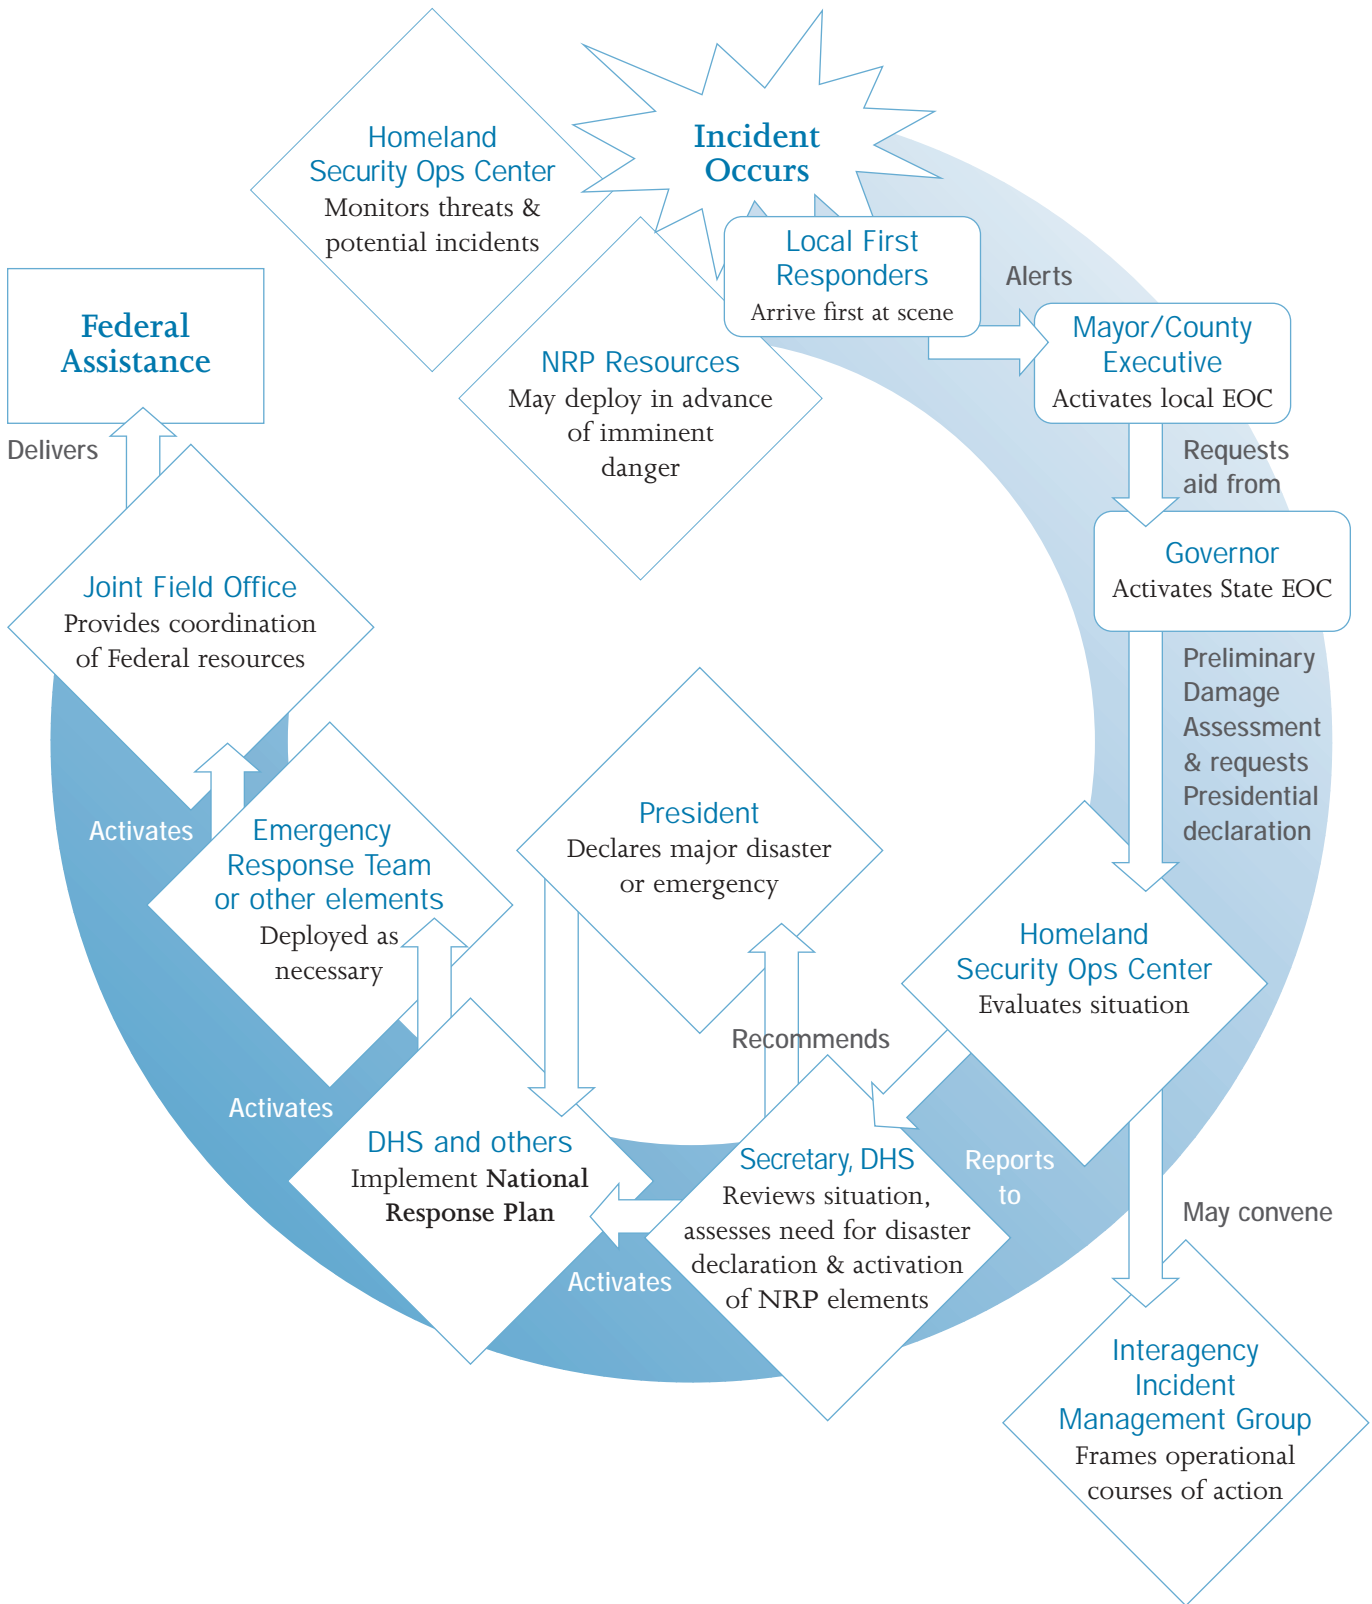 Incident
Occurs
Homeland
Security Ops Center
Monitors threats &
potential incidents
NRP Resources
May deploy in advance
of imminent
danger
Local First
Responders
Arrive first at scene
Alerts
Mayor/County
Executive
Activates local EOC
Requests
aid from
Governor
Activates State EOC
Preliminary
Damage
Assessment
& requests
Presidential
declaration
Homeland
Security Ops Center
Evaluates situation
May convene
Interagency
Incident
Management Group
Frames operational
courses of action
Reports
to
Secretary, DHS
Reviews situation,
assesses need for disaster
declaration & activation
of NRP elements
Recommends
President
Declares major disaster
or emergency
Activates
DHS and others
Implement National
Response Plan
Activates
Emergency
Response Team
or other elements
Deployed as
necessary
Activates
Joint Field Office
Provides coordination
of Federal resources
Delivers
Federal
Assistance